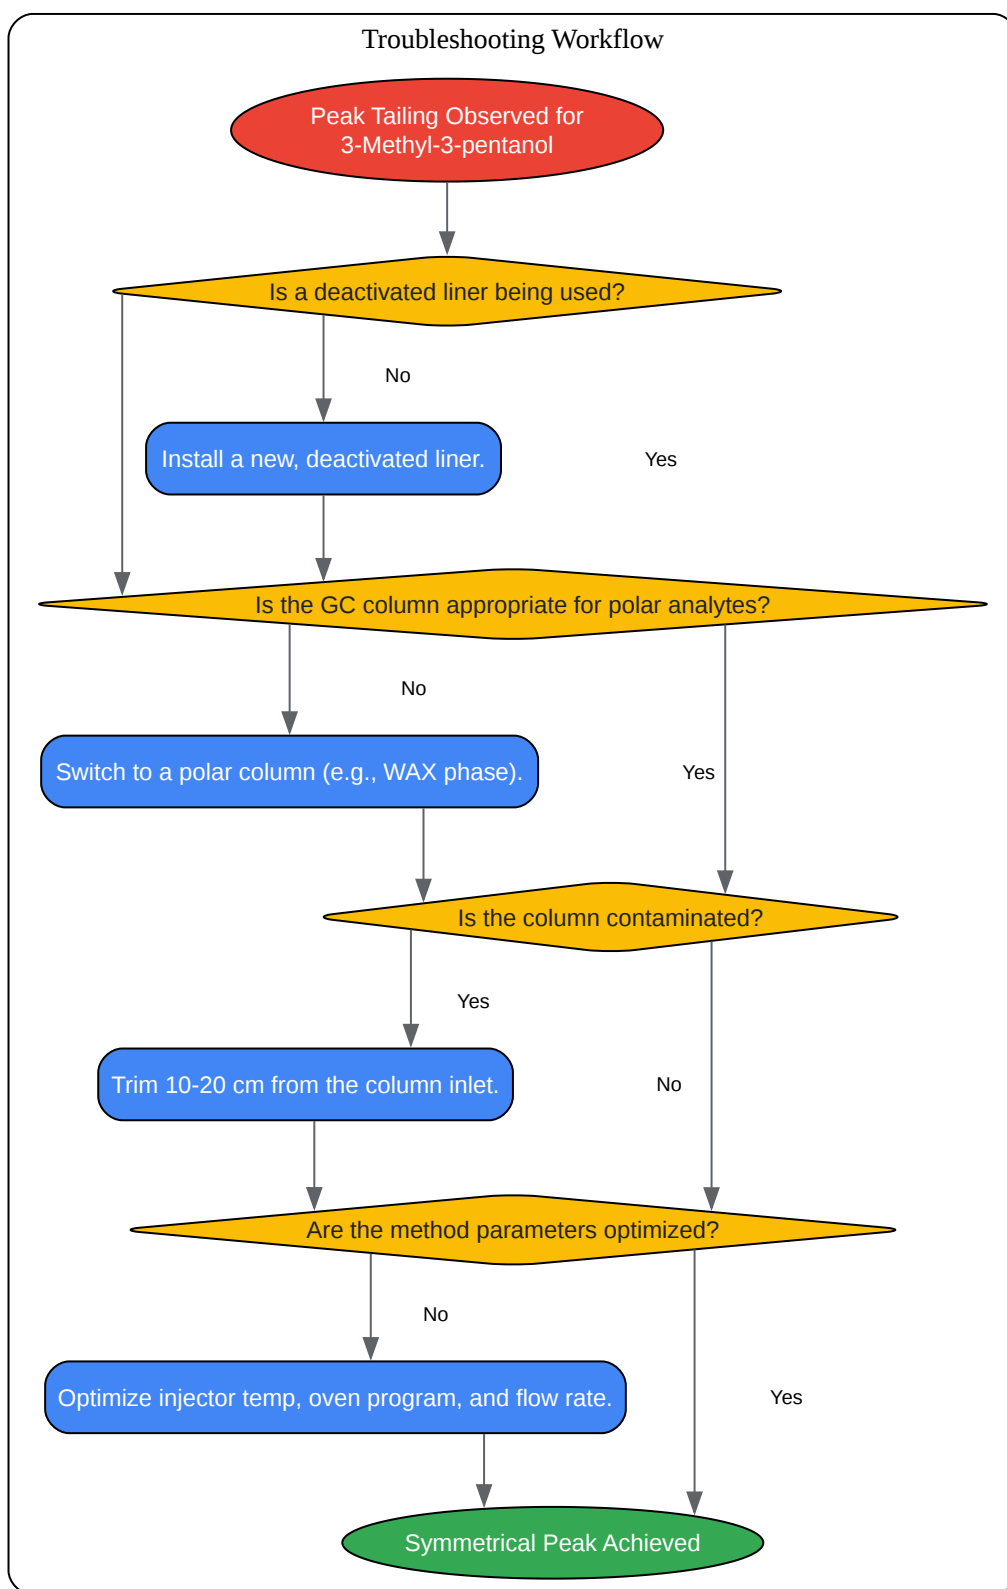 Troubleshooting Workflow
Peak Tailing Observed for
3-Methyl-3-pentanol
Is a deactivated liner being used?
No
Install a new, deactivated liner.
Yes
Is the GC column appropriate for polar analytes?
No
Switch to a polar column (e.g., WAX phase).
Yes
Is the column contaminated?
Yes
Trim 10-20 cm from the column inlet.
No
Are the method parameters optimized?
No
Optimize injector temp, oven program, and flow rate.
Yes
Symmetrical Peak Achieved